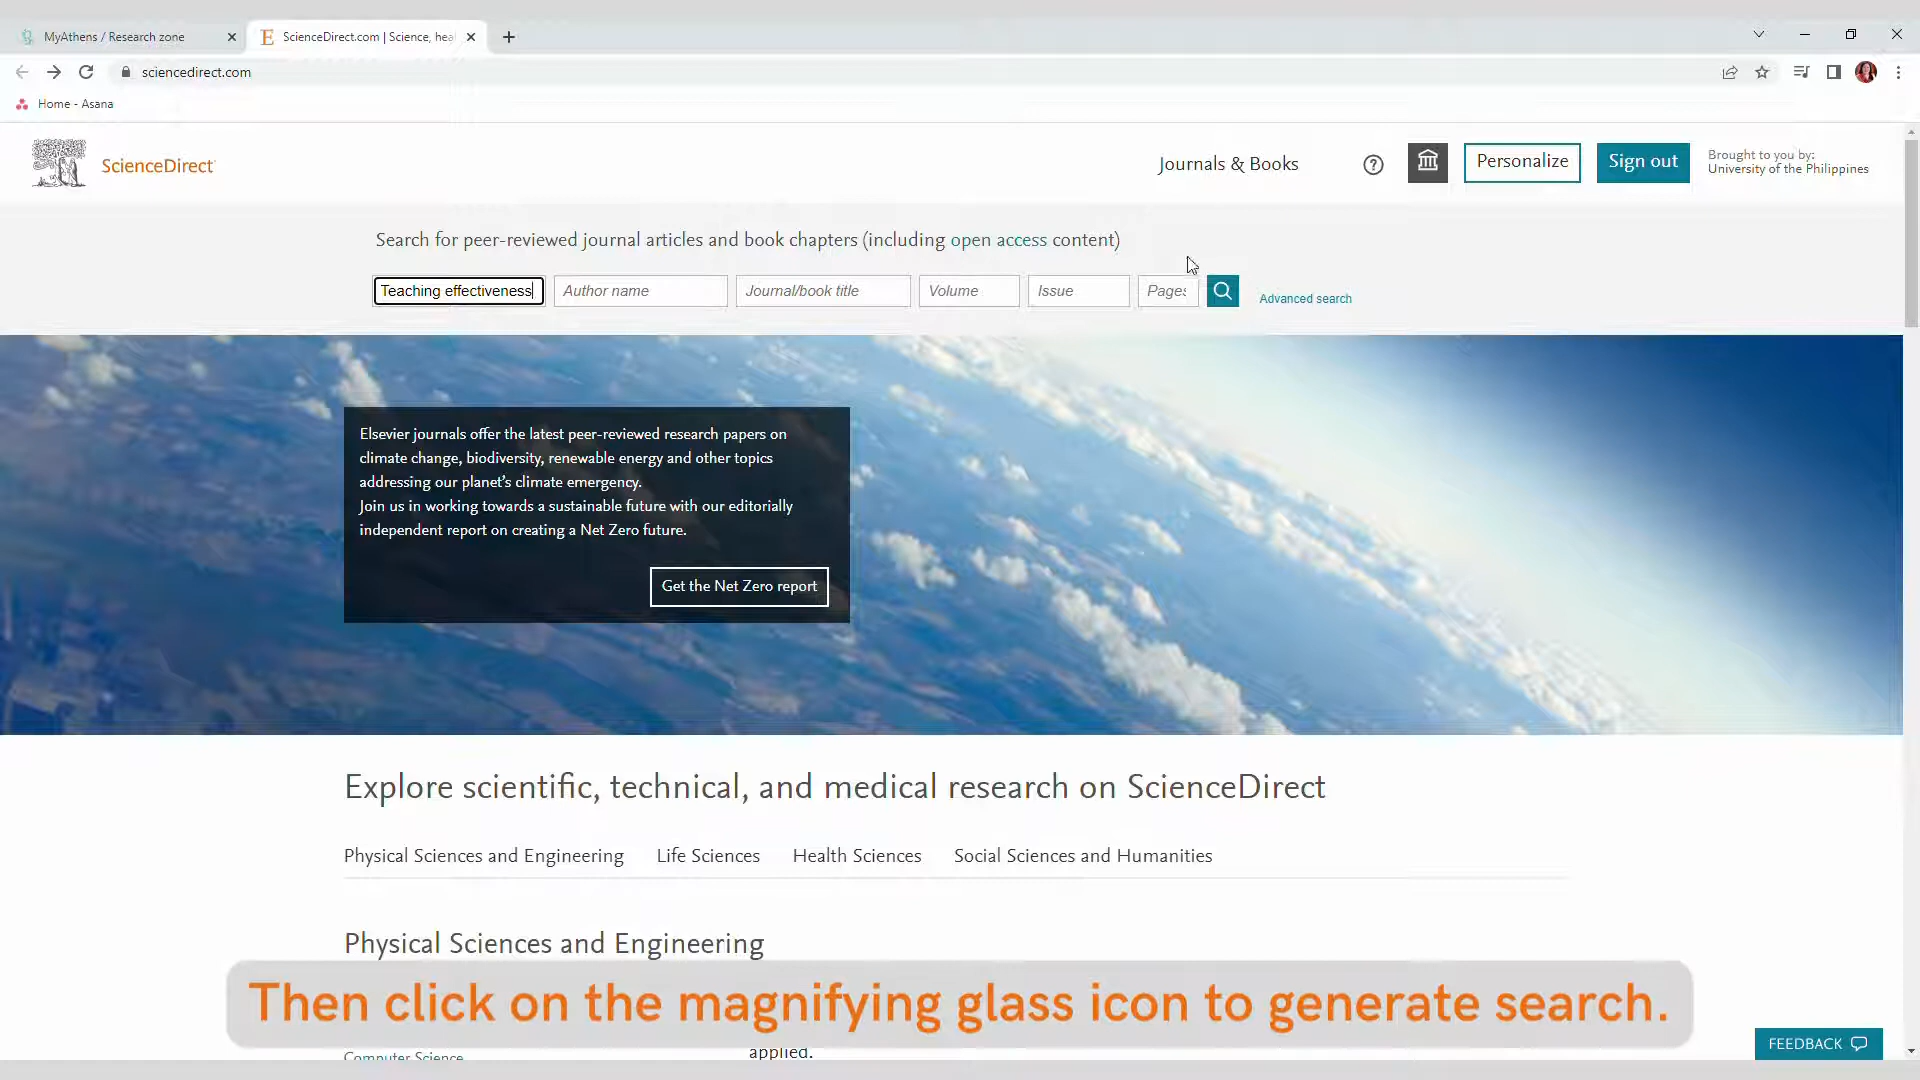 MyAthens / Research zone
ScienceDirect.com | Science, hea
sciencedirect.com
Home - Asana
ScienceDirect
Journals & Books
Personalize
Sign out
Brought to you by:
University of the Philippines
Search for peer-reviewed journal articles and book chapters (including open access content)
Teaching effectiveness
Author name
Journal/book title
Volume
Issue
Pages
Advanced search
Elsevier journals offer the latest peer-reviewed research papers on
climate change, biodiversity, renewable energy and other topics
addressing our planet's climate emergency.
Join us in working towards a sustainable future with our editorially
independent report on creating a Net Zero future.
Get the Net Zero report
Explore scientific, technical, and medical research on ScienceDirect
Physical Sciences and Engineering
Life Sciences
Health Sciences
Social Sciences and Humanities
Physical Sciences and Engineering
Then click on the magnifying glass icon to generate search.
Computer Science
applied.
FEEDBACK